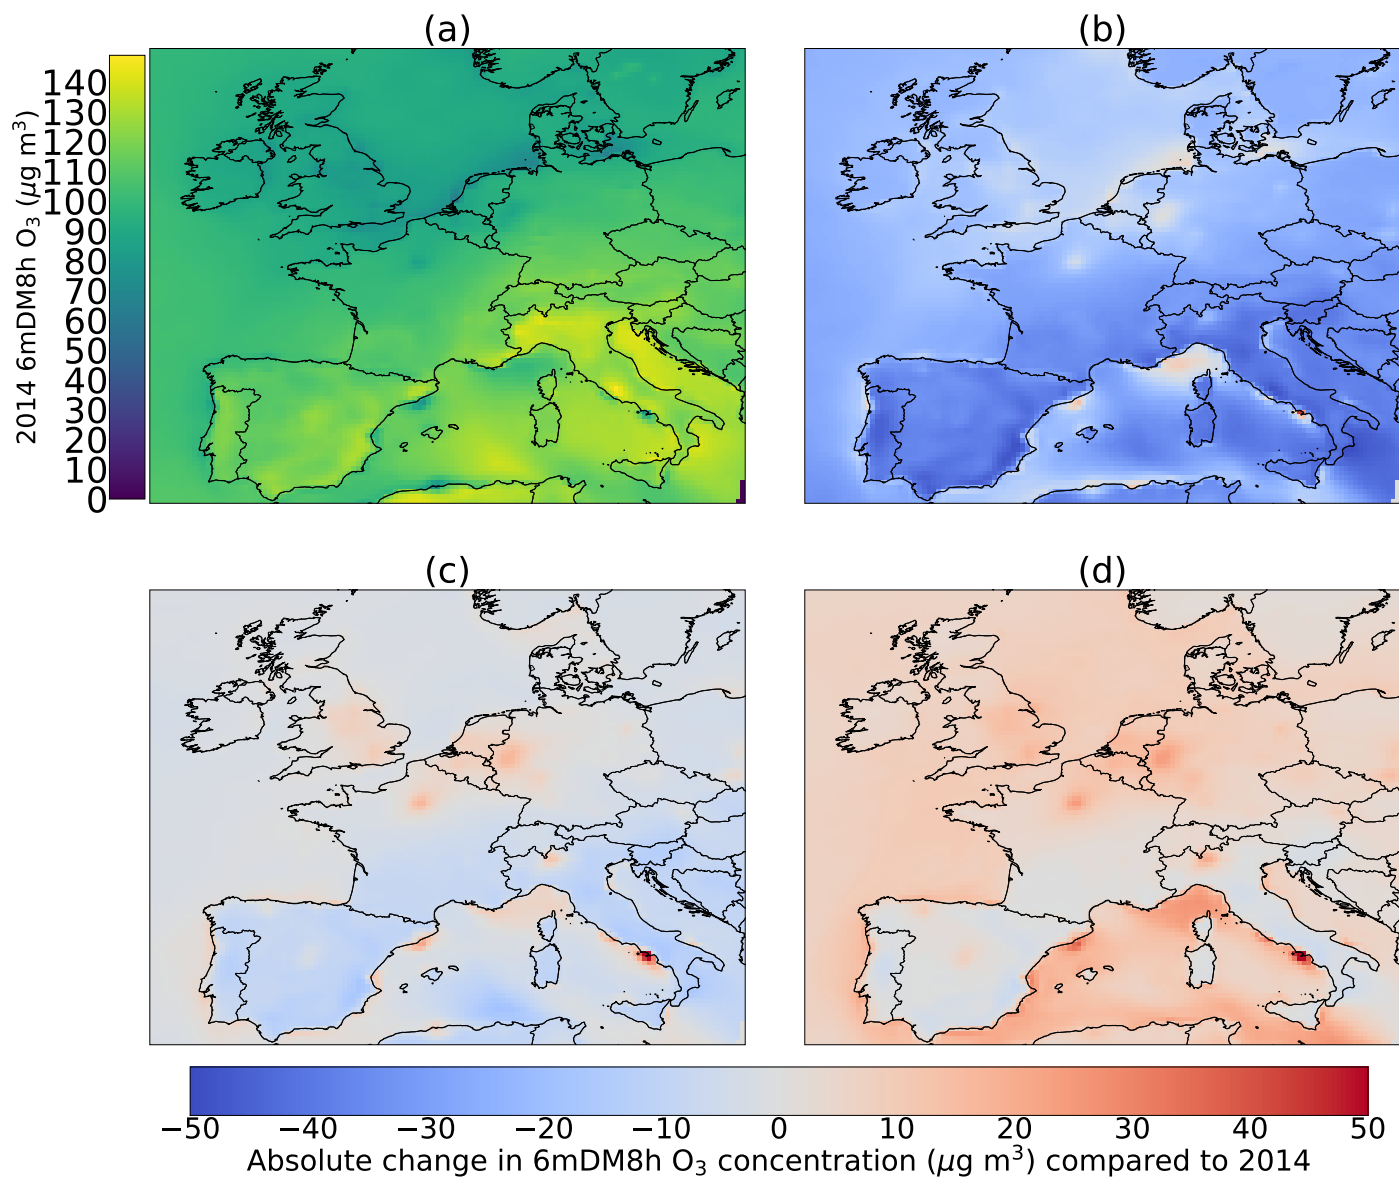 (a)
(b)
2014 6mDM8h O₃ (μg m³)
140
130
120
110
100
90
80
70
60
50
40
30
20
10
0
(c)
(d)
−50 −40 −30 −20 −10 0 10 20 30 40 50
Absolute change in 6mDM8h O₃ concentration (μg m³) compared to 2014